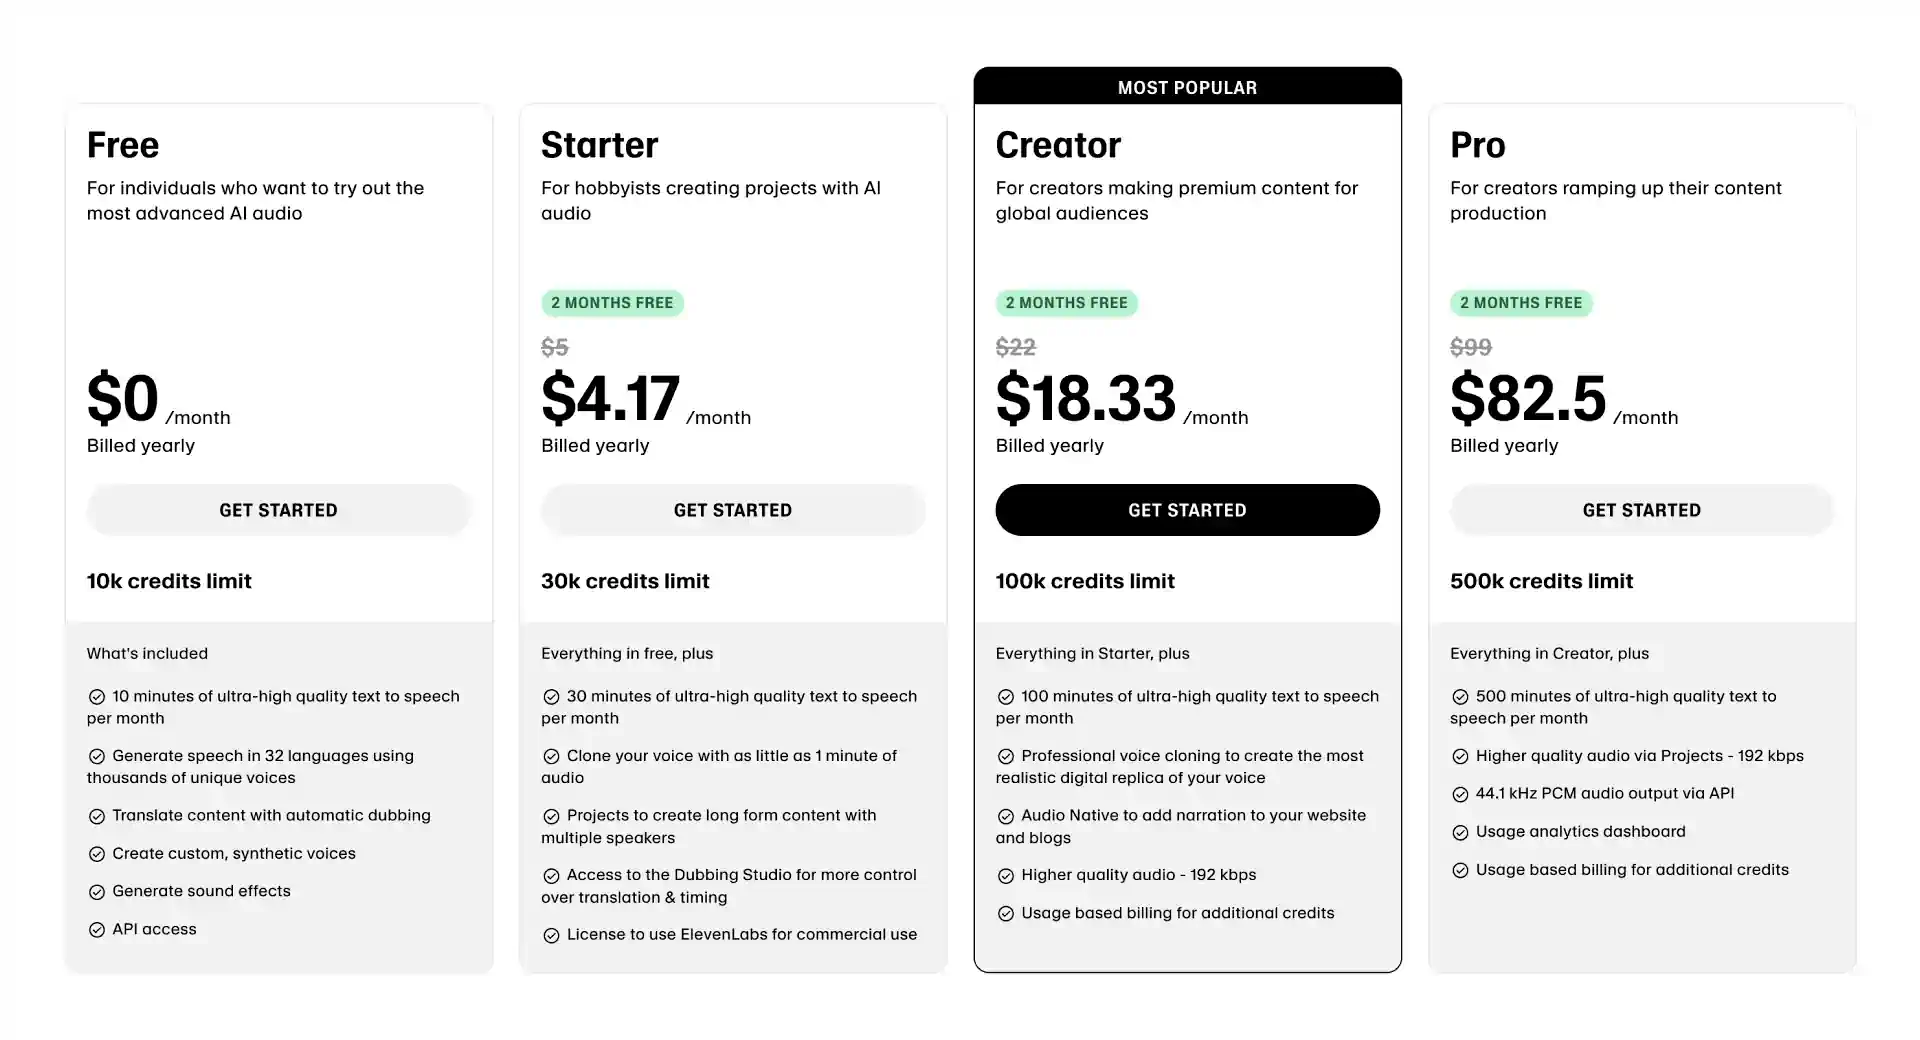 Free
For individuals who want to try out the
most advanced AI audio
$0 /month
Billed yearly
GET STARTED
10k credits limit
What's included
10 minutes of ultra-high quality text to speech
per month
Generate speech in 32 languages using
thousands of unique voices
Translate content with automatic dubbing
Create custom, synthetic voices
Generate sound effects
API access
Starter
For hobbyists creating projects with AI
audio
2 MONTHS FREE
$5
$4.17 /month
Billed yearly
GET STARTED
30k credits limit
Everything in free, plus
30 minutes of ultra-high quality text to speech
per month
Clone your voice with as little as 1 minute of
audio
Projects to create long form content with
multiple speakers
Access to the Dubbing Studio for more control
over translation & timing
License to use ElevenLabs for commercial use
MOST POPULAR
Creator
For creators making premium content for
global audiences
2 MONTHS FREE
$22
$18.33 /month
Billed yearly
GET STARTED
100k credits limit
Everything in Starter, plus
100 minutes of ultra-high quality text to speech
per month
Professional voice cloning to create the most
realistic digital replica of your voice
Audio Native to add narration to your website
and blogs
Higher quality audio - 192 kbps
Usage based billing for additional credits
Pro
For creators ramping up their content
production
2 MONTHS FREE
$99
$82.5 /month
Billed yearly
GET STARTED
500k credits limit
Everything in Creator, plus
500 minutes of ultra-high quality text to
speech per month
Higher quality audio via Projects - 192 kbps
44.1 kHz PCM audio output via API
Usage analytics dashboard
Usage based billing for additional credits